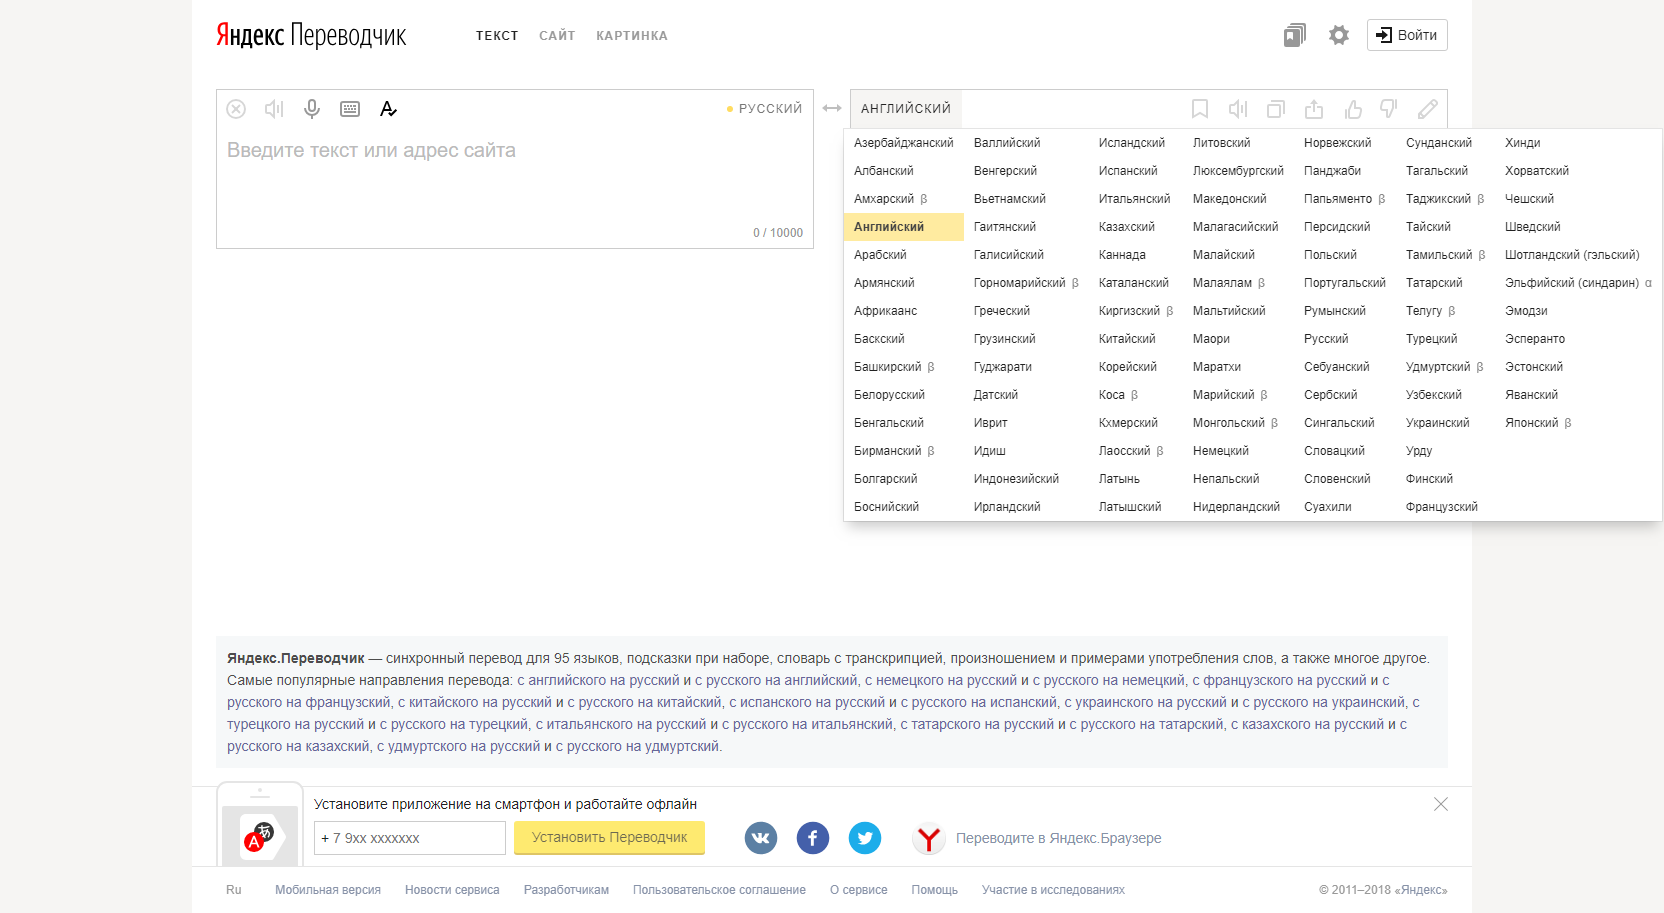 Яндекс Переводчик
ТЕКСТ САЙТ КАРТИНКА
Войти
РУССКИЙ
АНГЛИЙСКИЙ
Введите текст или адрес сайта
0 / 10000
Азербайджанский Валлийский Исландский Литовский Норвежский Сунданский Хинди
Албанский Венгерский Испанский Люксембургский Панджаби Тагальский Хорватский
Амхарский β Вьетнамский Итальянский Македонский Папьяменто β Таджикский β Чешский
Английский Гаитянский Казахский Малагасийский Персидский Тайский Шведский
Арабский Галисийский Каннада Малайский Польский Тамильский β Шотландский (гэльский)
Армянский Горномарийский β Каталанский Малаялам β Португальский Татарский Эльфийский (синдарин) α
Африкаанс Греческий Киргизский β Мальтийский Румынский Телугу β Эмодзи
Баскский Грузинский Китайский Маори Русский Турецкий Эсперанто
Башкирский β Гуджарати Корейский Маратхи Себуанский Удмуртский β Эстонский
Белорусский Датский Коса β Марийский β Сербский Узбекский Яванский
Бенгальский Иврит Кхмерский Монгольский β Сингальский Украинский Японский β
Бирманский β Идиш Лаосский β Немецкий Словацкий Урду
Болгарский Индонезийский Латынь Непальский Словенский Финский
Боснийский Ирландский Латышский Нидерландский Суахили Французский
Яндекс.Переводчик — синхронный перевод для 95 языков, подсказки при наборе, словарь с транскрипцией, произношением и примерами употребления слов, а также многое другое.
Самые популярные направления перевода: с английского на русский и с русского на английский, с немецкого на русский и с русского на немецкий, с французского на русский и с
русского на французский, с китайского на русский и с русского на китайский, с испанского на русский и с русского на испанский, с украинского на русский и с русского на украинский, с
турецкого на русский и с русского на турецкий, с итальянского на русский и с русского на итальянский, с татарского на русский и с русского на татарский, с казахского на русский и с
русского на казахский, с удмуртского на русский и с русского на удмуртский.
Установите приложение на смартфон и работайте офлайн
+ 7 9xx xxxxxxx
Установить Переводчик
Переводите в Яндекс.Браузере
Ru Мобильная версия Новости сервиса Разработчикам Пользовательское соглашение О сервисе Помощь Участие в исследованиях © 2011–2018 «Яндекс»